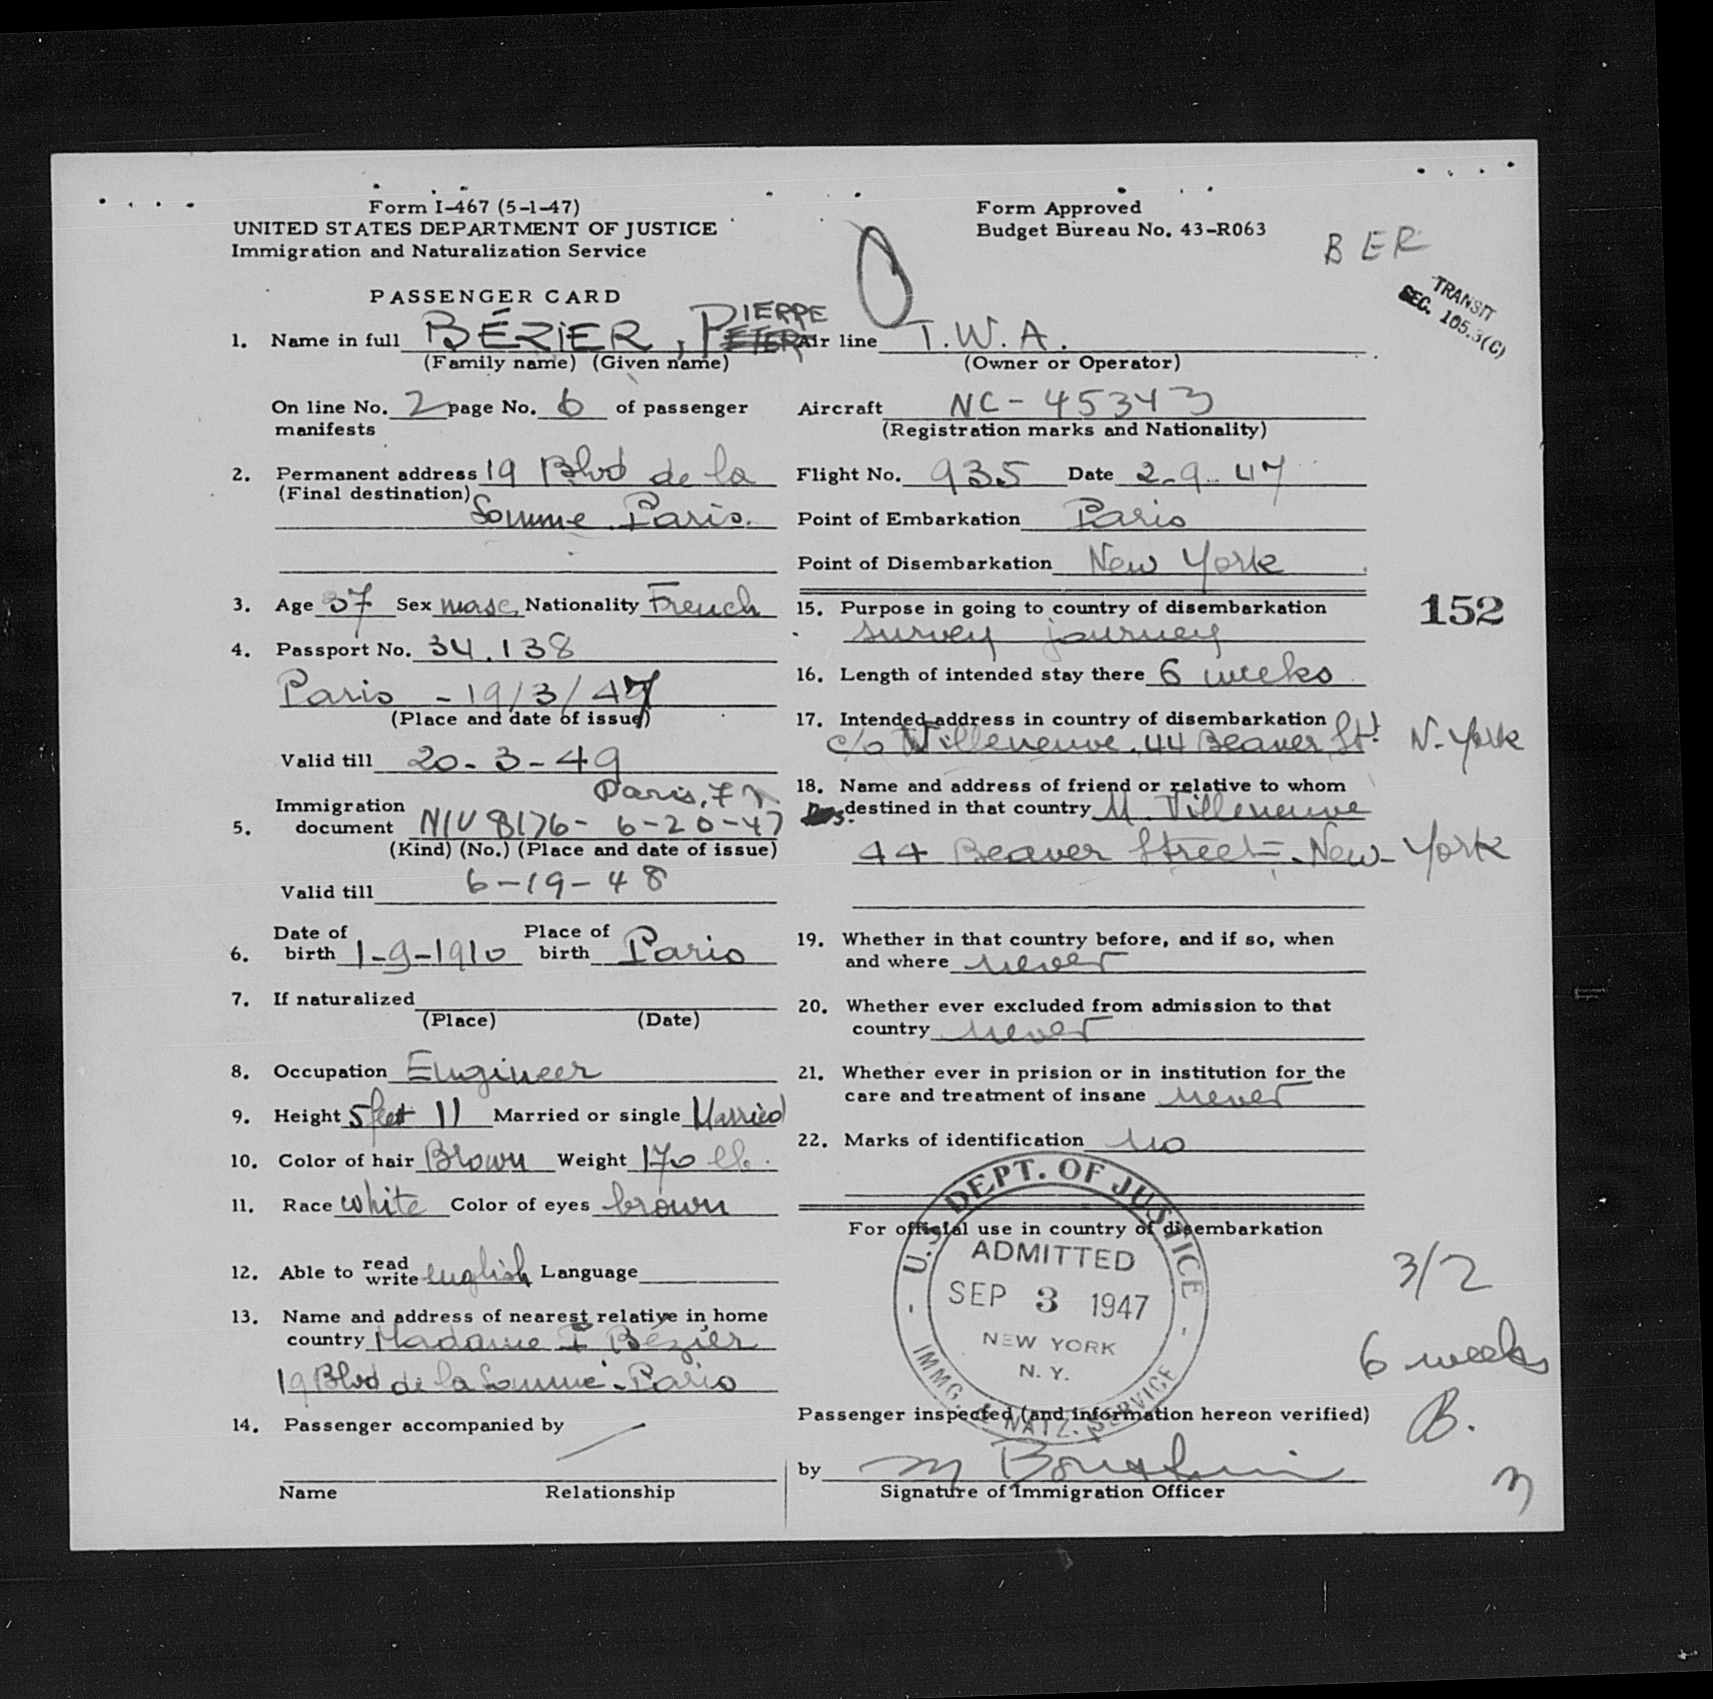 Form I-467 (5-1-47)
UNITED STATES DEPARTMENT OF JUSTICE
Immigration and Naturalization Service
Form Approved
Budget Bureau No. 43-R063
BER
TRANSIT
SEC. 105.3(C)
PASSENGER CARD
1. Name in full BÉZIER, PIERRE
(Family name) (Given name)
On line No. 2 page No. 6 of passenger
manifests
2. Permanent address 19 Blvd de la
(Final destination)
Somme Paris.
3. Age 37 Sex masc. Nationality French
4. Passport No. 34.138
Paris - 19/3/47
(Place and date of issue)
Valid till 20-3-49
Paris, Fr
Immigration
5. document NIV 8176- 6-20-47
(Kind) (No.) (Place and date of issue)
Valid till 6-19-48
6. Date of birth 1-9-1910 Place of birth Paris
7. If naturalized
(Place) (Date)
8. Occupation Engineer
9. Height 5 feet 11 Married or single Married
10. Color of hair Brown Weight 170 lb.
11. Race White Color of eyes brown
12. Able to read write english Language
13. Name and address of nearest relative in home
country Madame Bézier
19 Blvd de la Somme - Paris
14. Passenger accompanied by
Name Relationship
Air line T.W.A.
(Owner or Operator)
Aircraft NC-45343
(Registration marks and Nationality)
Flight No. 935 Date 2-9-47
Point of Embarkation Paris
Point of Disembarkation New York
15. Purpose in going to country of disembarkation
survey journey
152
16. Length of intended stay there 6 weeks
17. Intended address in country of disembarkation
c/o Villeneuve. 44 Beaver St. N-York
18. Name and address of friend or relative to whom
destined in that country M. Villeneuve
44 Beaver Street - New-York
19. Whether in that country before, and if so, when
and where never
20. Whether ever excluded from admission to that
country never
21. Whether ever in prision or in institution for the
care and treatment of insane never
22. Marks of identification no
For official use in country of disembarkation
U.S. DEPT. OF JUSTICE
ADMITTED
SEP 3 1947
NEW YORK
N. Y.
IMMG. & NATZ. SERVICE
3/2
6 weeks
B.
Passenger inspected (and information hereon verified)
by
Signature of Immigration Officer